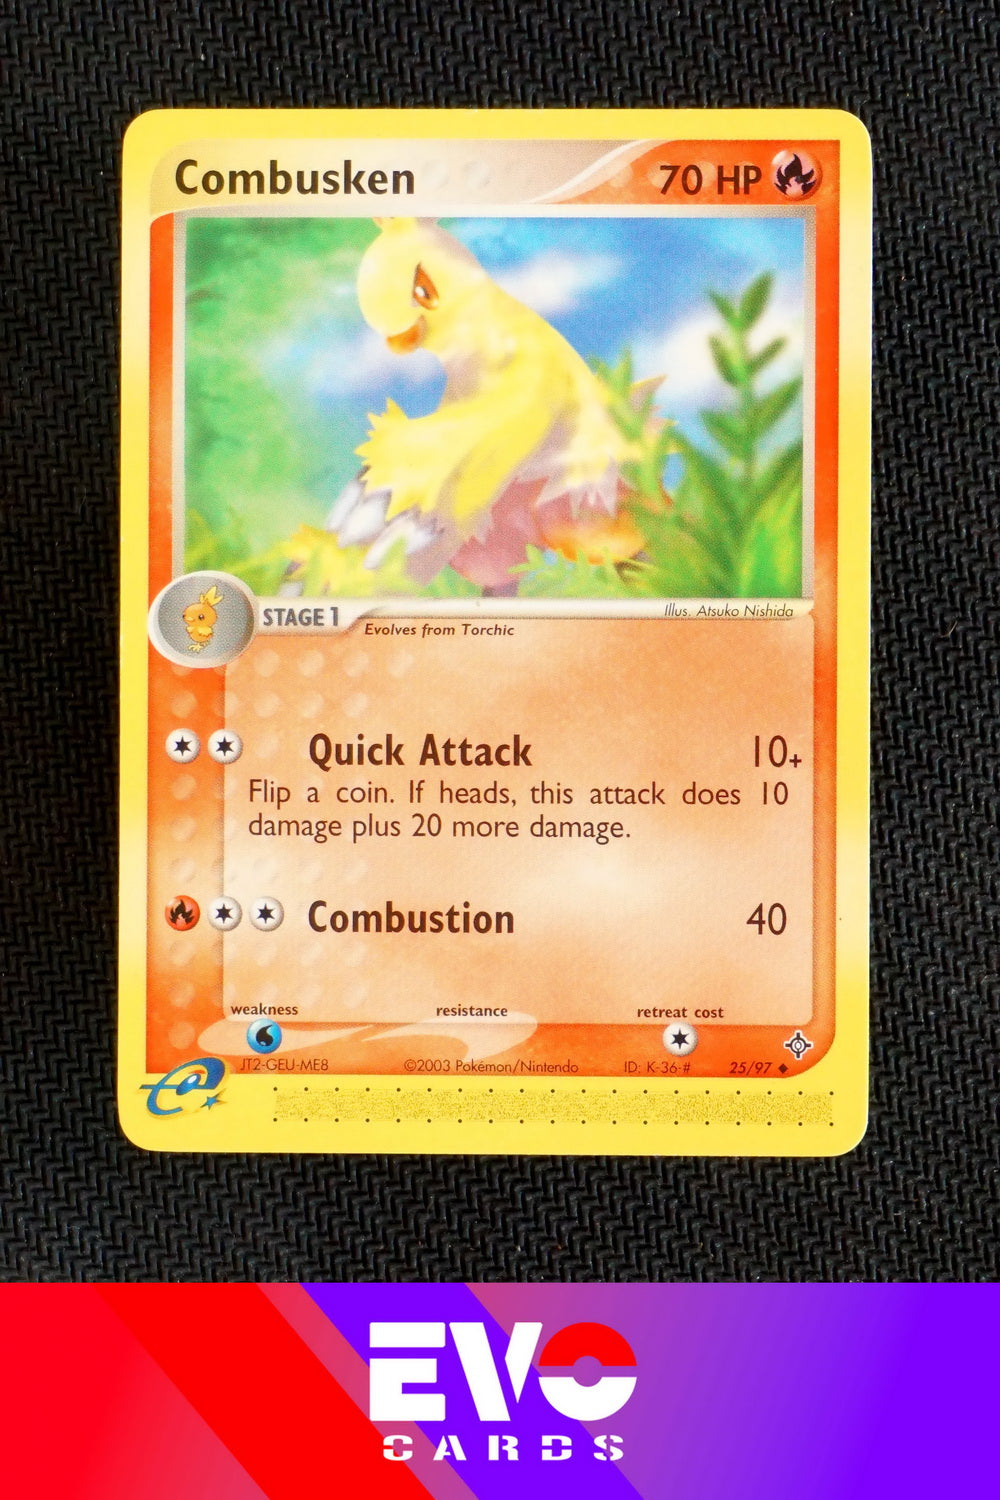 Combusken
70 HP
STAGE 1
Illus. Atsuko Nishida
Evolves from Torchic
Quick Attack 10+
Flip a coin. If heads, this attack does 10
damage plus 20 more damage.
Combustion 40
weakness resistance retreat cost
JT2-GEU-ME8 ©2003 Pokémon/Nintendo ID: K-36-# 25/97
e
EVO
CARDS